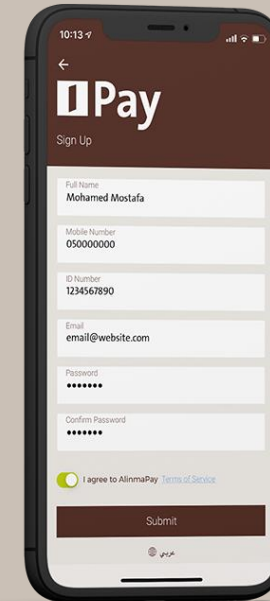 10:13
Pay
Sign Up
Full Name
Mohamed Mostafa
Mobile Number
050000000
ID Number
1234567890
Email
email@website.com
Password
•••••••
Confirm Password
•••••••
I agree to AlinmaPay Terms of Service
Submit
عربي